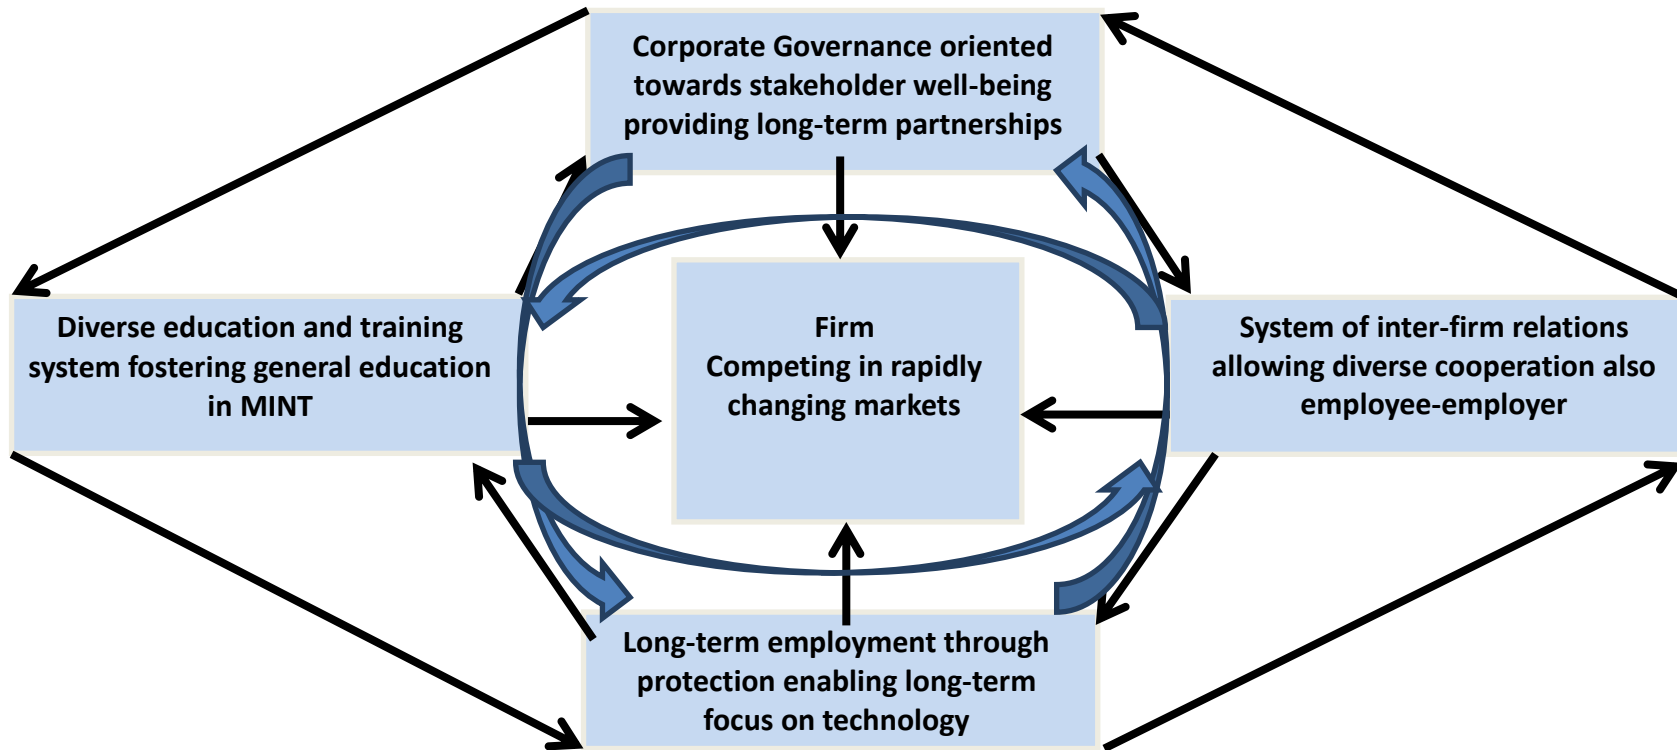 Corporate Governance oriented
towards stakeholder well-being
providing long-term partnerships
Diverse education and training
system fostering general education
in MINT
Firm
Competing in rapidly
changing markets
System of inter-firm relations
allowing diverse cooperation also
employee-employer
Long-term employment through
protection enabling long-term
focus on technology